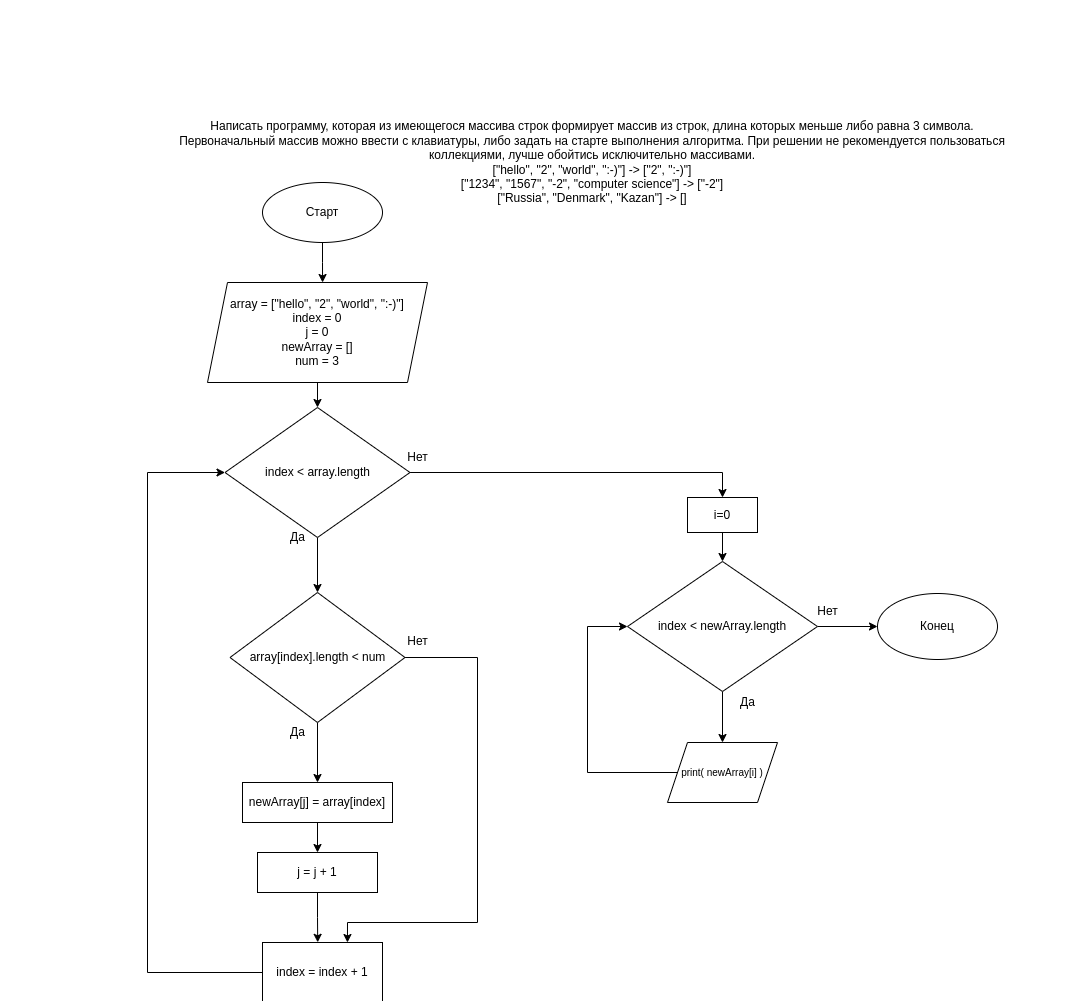 Написать программу, которая из имеющегося массива строк формирует массив из строк, длина которых меньше либо равна 3 символа.
Первоначальный массив можно ввести с клавиатуры, либо задать на старте выполнения алгоритма. При решении не рекомендуется пользоваться
коллекциями, лучше обойтись исключительно массивами.
["hello", "2", "world", ":-)"] -> ["2", ":-)"]
["1234", "1567", "-2", "computer science"] -> ["-2"]
["Russia", "Denmark", "Kazan"] -> []
Старт
array = ["hello", "2", "world", ":-)"]
index = 0
j = 0
newArray = []
num = 3
index < array.length
Нет
Да
array[index].length < num
Нет
Да
newArray[j] = array[index]
j = j + 1
index = index + 1
i=0
index < newArray.length
Нет
Да
print( newArray[i] )
Конец